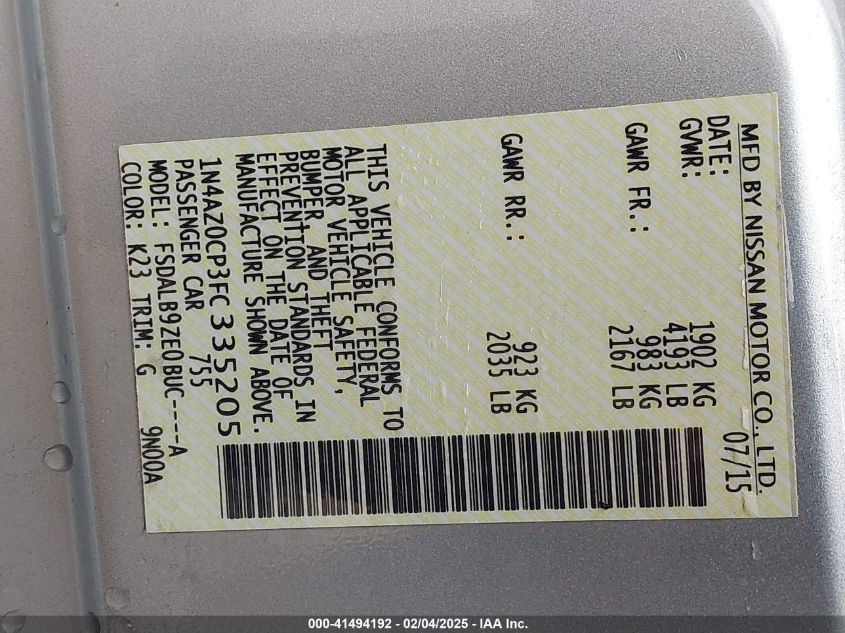 MFD BY NISSAN MOTOR CO., LTD.
DATE: 07/15
GVWR: 1902 KG
4193 LB
GAWR FR.: 983 KG
2167 LB
GAWR RR.: 923 KG
2035 LB
THIS VEHICLE CONFORMS TO
ALL APPLICABLE FEDERAL
MOTOR VEHICLE SAFETY,
BUMPER, AND THEFT
PREVENTION STANDARDS IN
EFFECT ON THE DATE OF
MANUFACTURE SHOWN ABOVE.
1N4AZ0CP3FC335205
PASSENGER CAR 755
MODEL: FSDALB9ZE0BUC----A
COLOR: K23 TRIM: G 9N00A
000-41494192 - 02/04/2025 - IAA Inc.